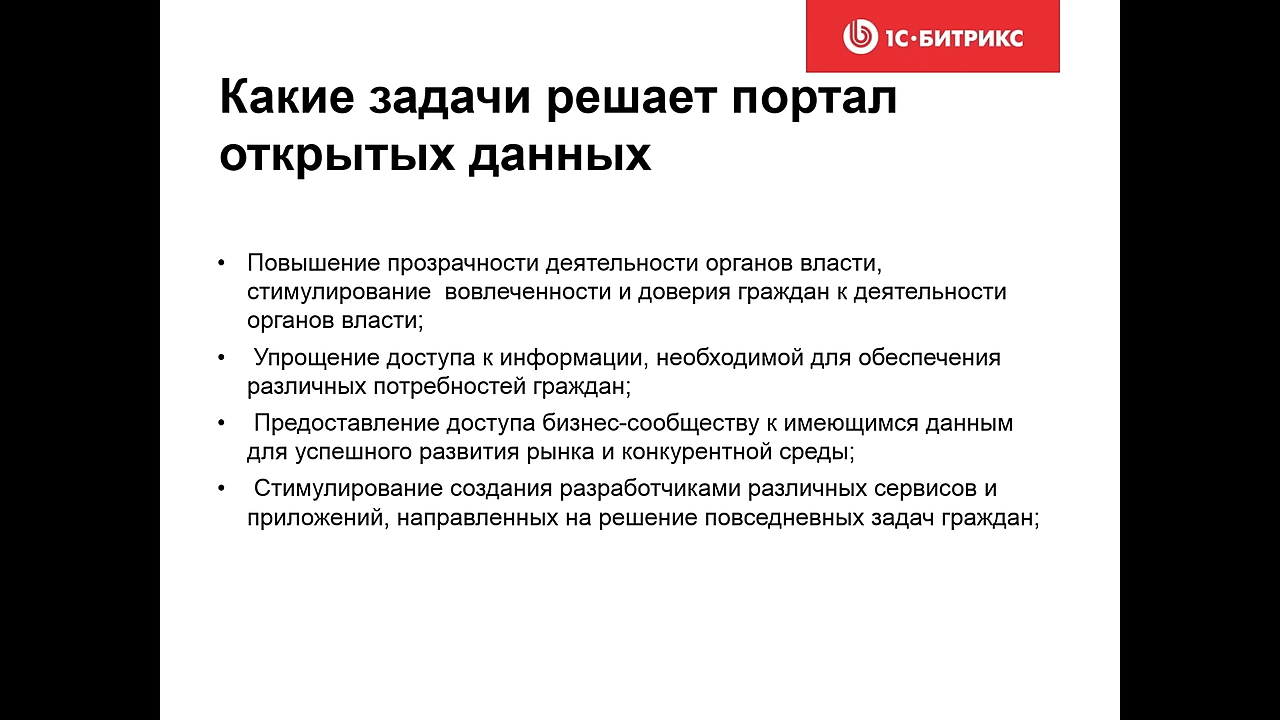 1С•БИТРИКС
Какие задачи решает портал
открытых данных
• Повышение прозрачности деятельности органов власти,
стимулирование  вовлеченности и доверия граждан к деятельности
органов власти;
• Упрощение доступа к информации, необходимой для обеспечения
различных потребностей граждан;
• Предоставление доступа бизнес-сообществу к имеющимся данным
для успешного развития рынка и конкурентной среды;
• Стимулирование создания разработчиками различных сервисов и
приложений, направленных на решение повседневных задач граждан;